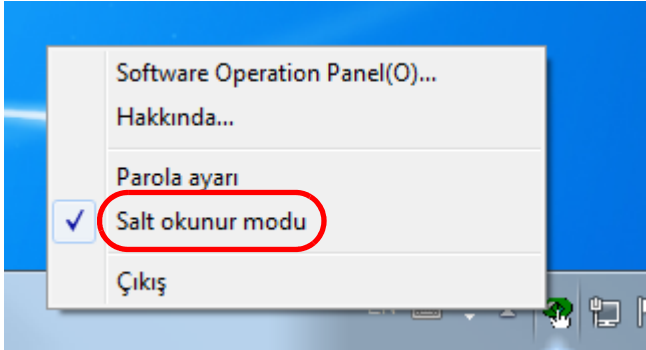 Software Operation Panel(O)...
Hakkında...
Parola ayarı
Salt okunur modu
Çıkış